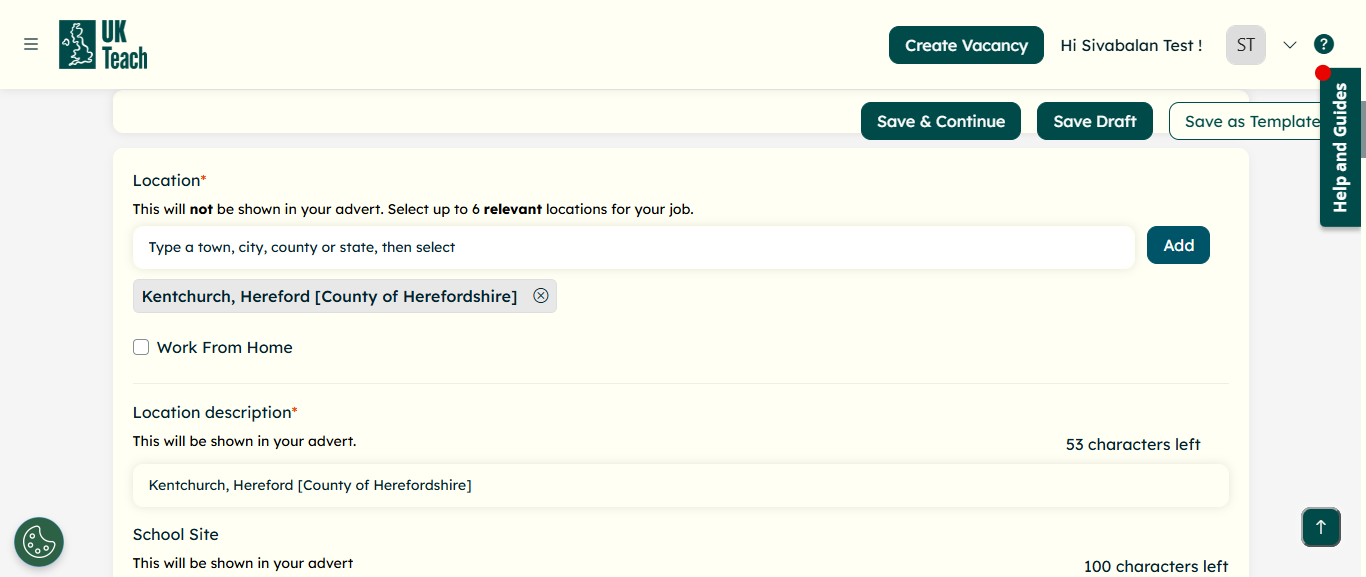 UK
Teach
Create Vacancy
Hi Sivabalan Test !
ST
?
Save & Continue
Save Draft
Save as Template
Help and Guides
Location*
This will not be shown in your advert. Select up to 6 relevant locations for your job.
Type a town, city, county or state, then select
Add
Kentchurch, Hereford [County of Herefordshire]
Work From Home
Location description*
This will be shown in your advert.
53 characters left
Kentchurch, Hereford [County of Herefordshire]
School Site
This will be shown in your advert
100 characters left